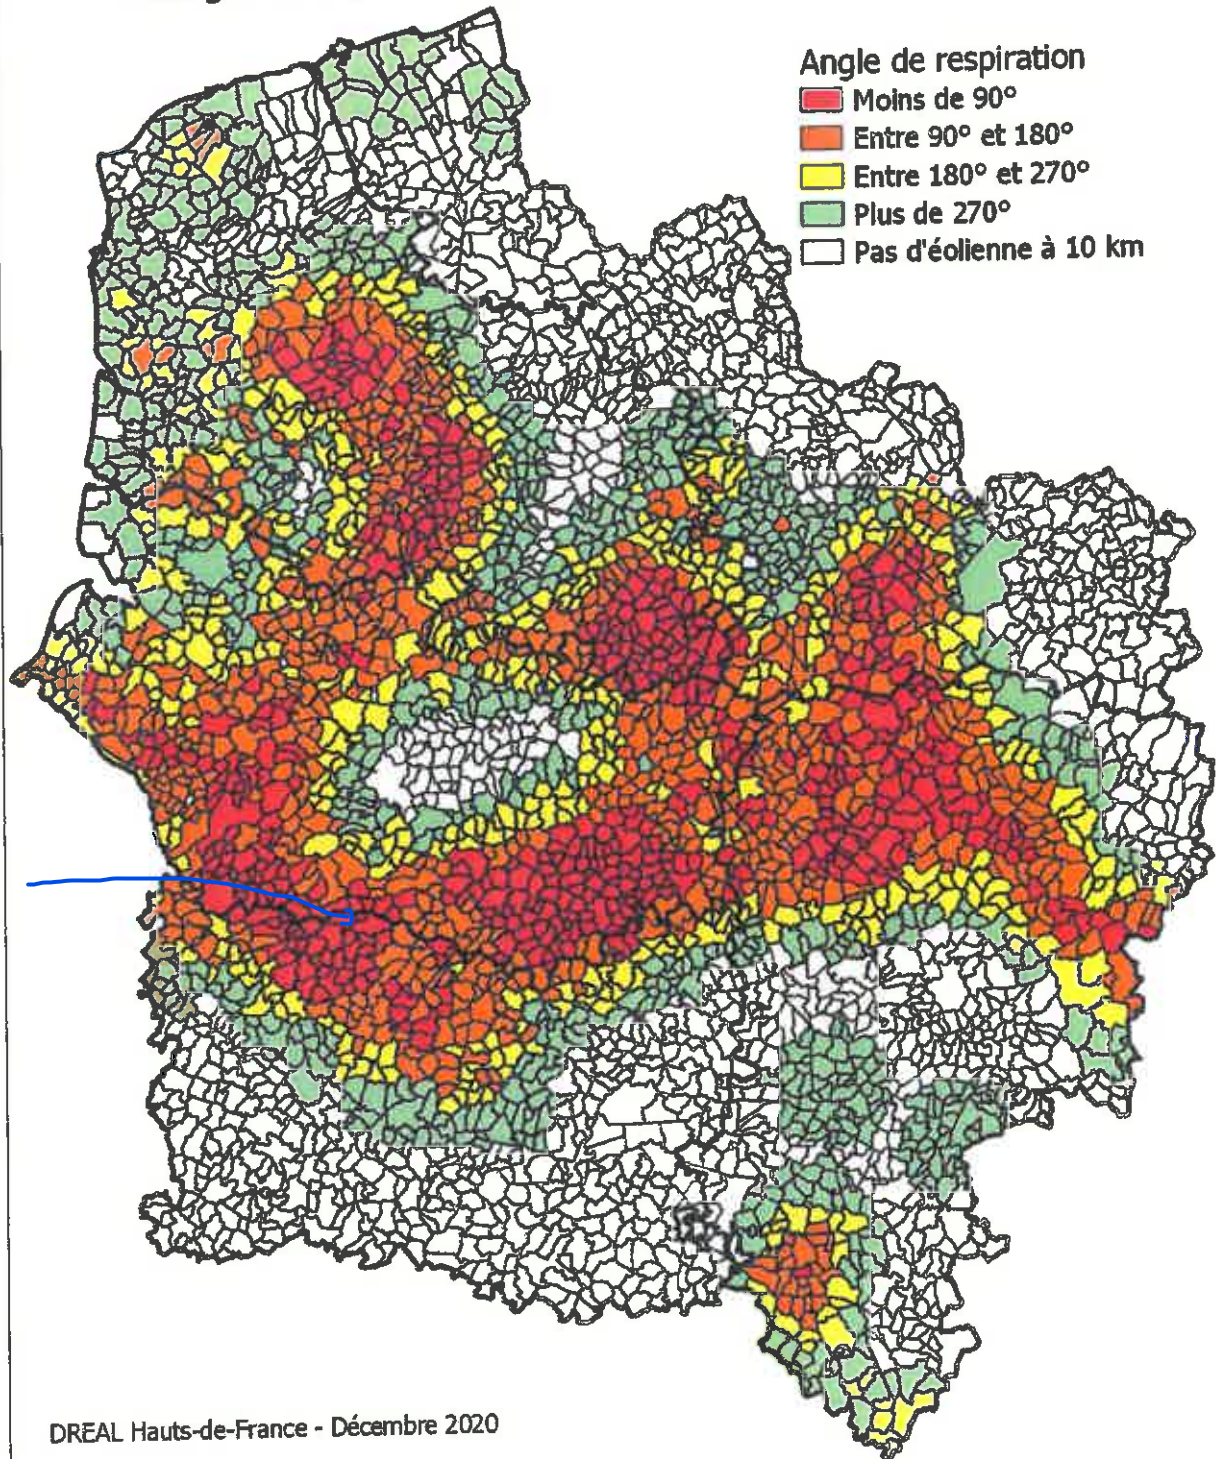 Angle de respiration
Moins de 90°
Entre 90° et 180°
Entre 180° et 270°
Plus de 270°
Pas d'éolienne à 10 km
DREAL Hauts-de-France - Décembre 2020